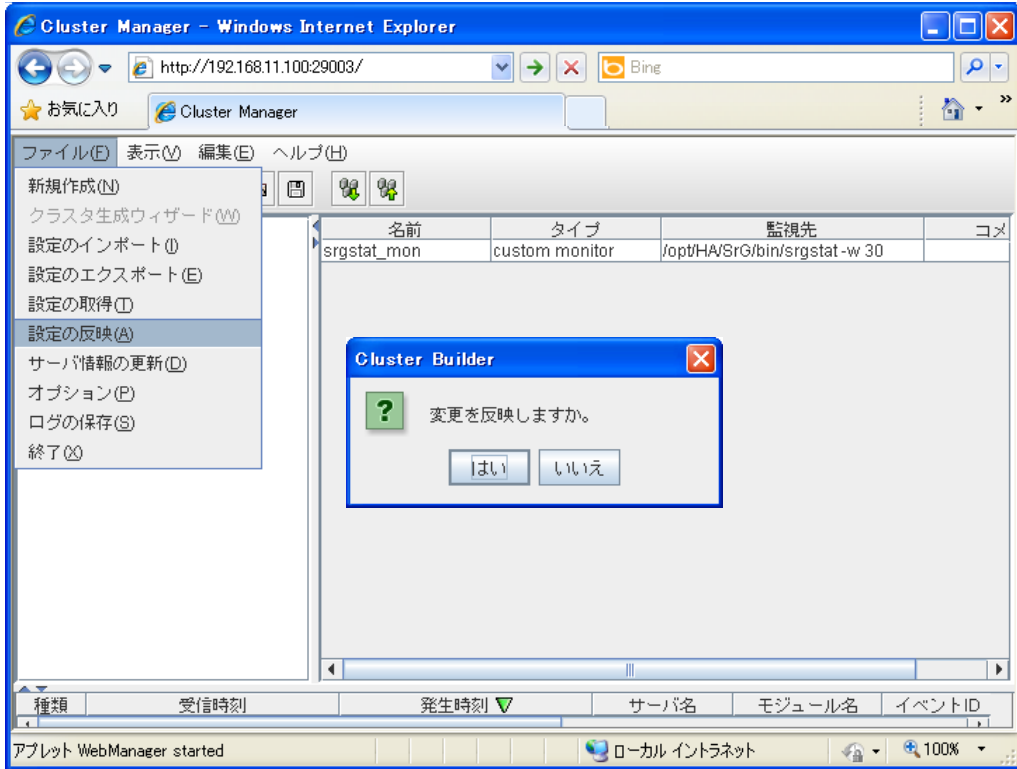 Cluster Manager - Windows Internet Explorer
http://192.168.11.100:29003/
Bing
お気に入り
Cluster Manager
ファイル(F) 表示(V) 編集(E) ヘルプ(H)
新規作成(N)
クラスタ生成ウィザード(W)
設定のインポート(I)
設定のエクスポート(E)
設定の取得(T)
設定の反映(A)
サーバ情報の更新(D)
オプション(P)
ログの保存(S)
終了(X)
名前 タイプ 監視先 コメ
srgstat_mon custom monitor /opt/HA/SrG/bin/srgstat -w 30
Cluster Builder
変更を反映しますか。
はい いいえ
種類 受信時刻 発生時刻 サーバ名 モジュール名 イベントID
アプレット WebManager started ローカル イントラネット 100%